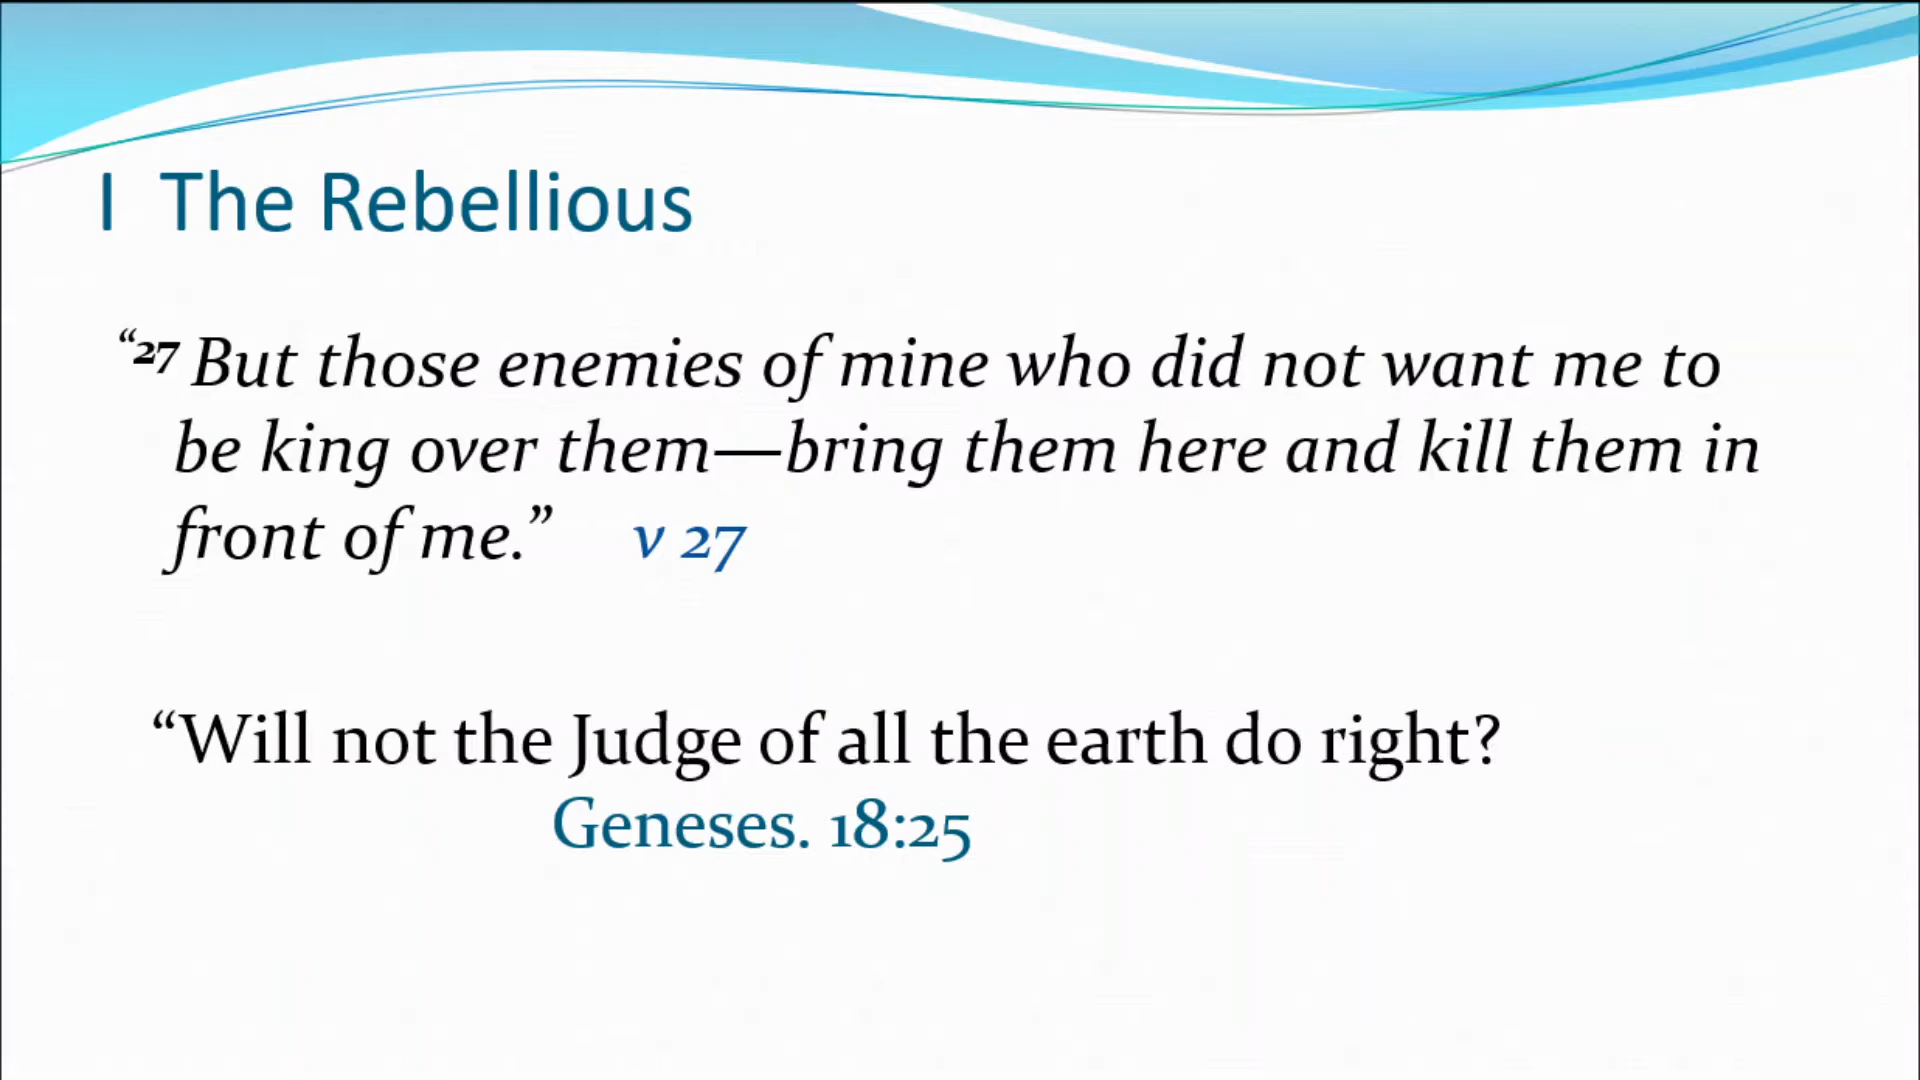 I The Rebellious
“27 But those enemies of mine who did not want me to
be king over them—bring them here and kill them in
front of me.” v 27
“Will not the Judge of all the earth do right?
Geneses. 18:25